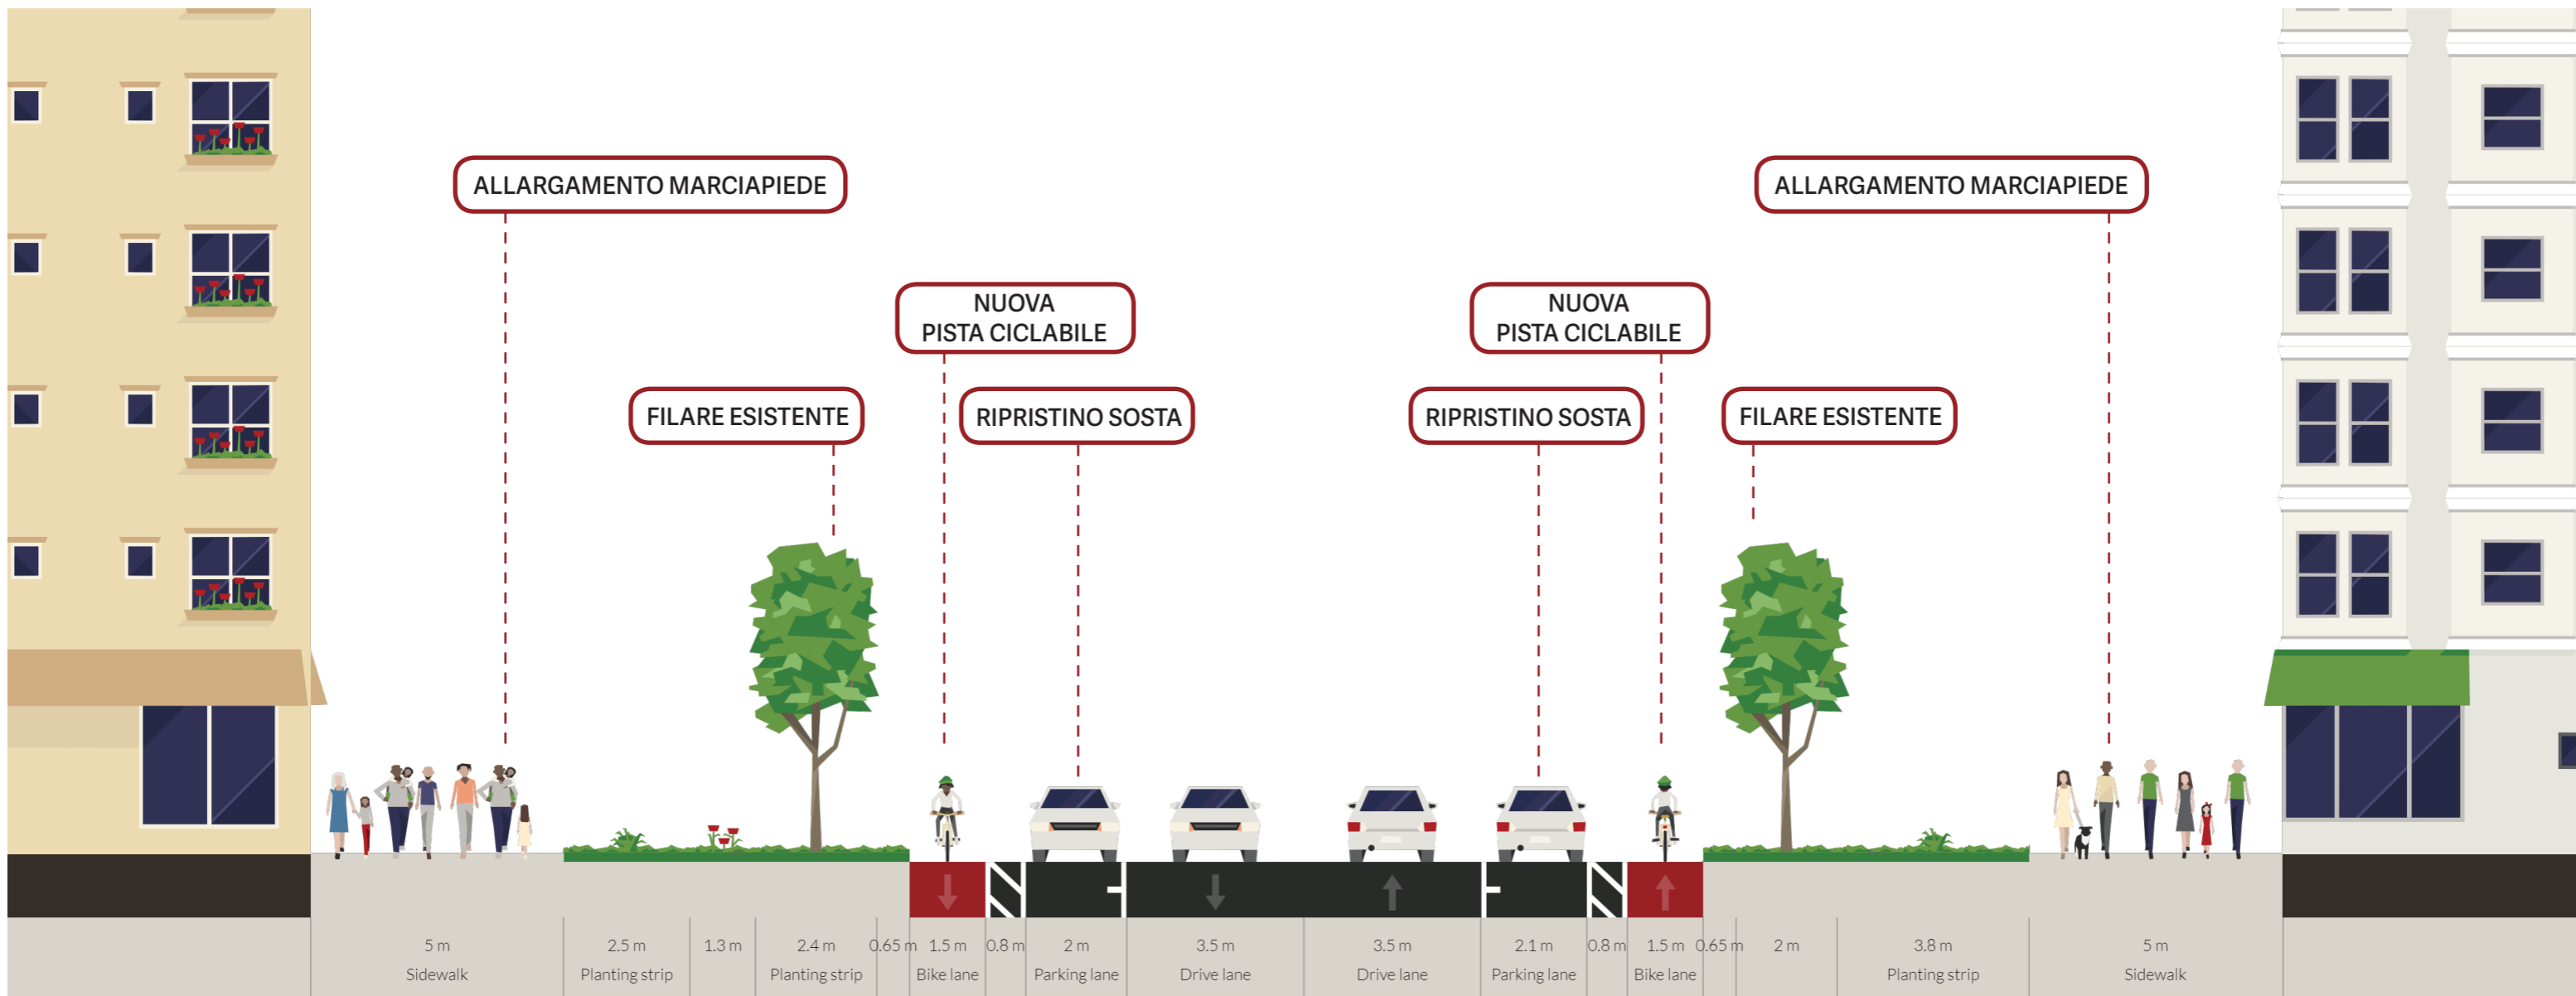 ALLARGAMENTO MARCIAPIEDE
ALLARGAMENTO MARCIAPIEDE
NUOVA
PISTA CICLABILE
NUOVA
PISTA CICLABILE
FILARE ESISTENTE
RIPRISTINO SOSTA
RIPRISTINO SOSTA
FILARE ESISTENTE
5 m
Sidewalk
2.5 m
Planting strip
1.3 m
2.4 m
Planting strip
0.65 m
1.5 m
Bike lane
0.8 m
2 m
Parking lane
3.5 m
Drive lane
3.5 m
Drive lane
2.1 m
Parking lane
0.8 m
1.5 m
Bike lane
0.65 m
2 m
3.8 m
Planting strip
5 m
Sidewalk